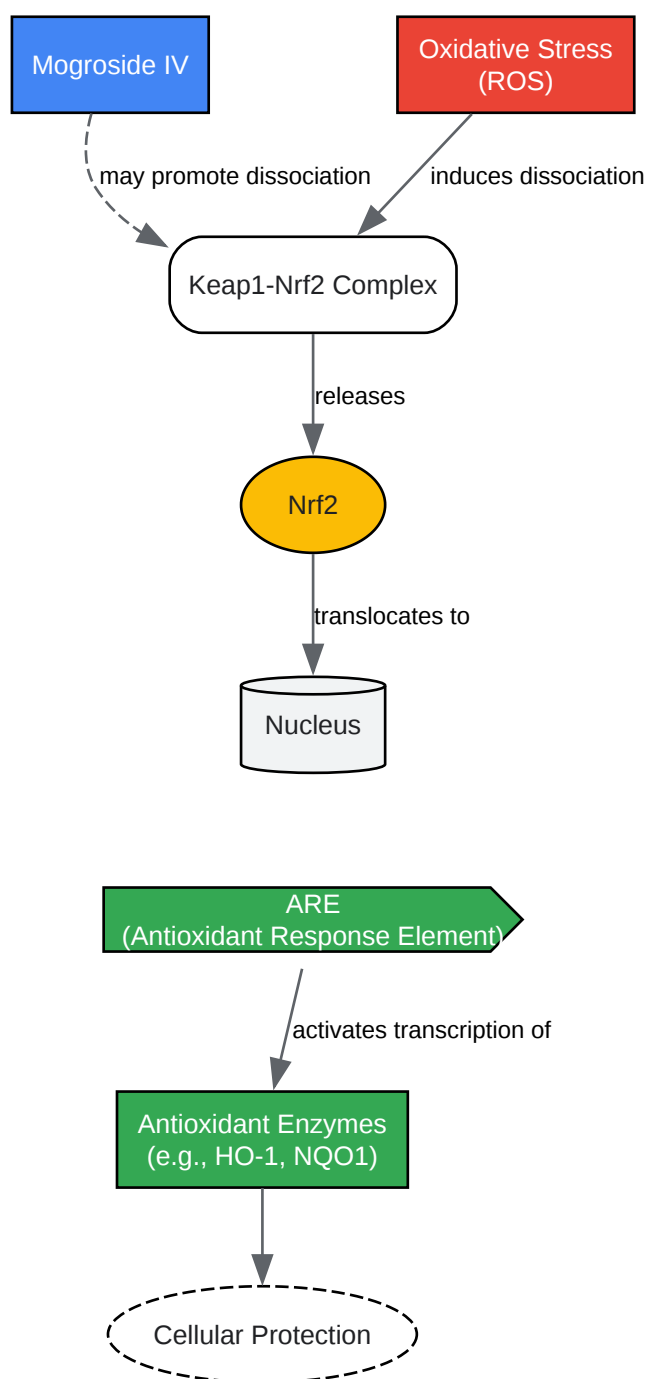 Mogroside IV
Oxidative Stress
(ROS)
may promote dissociation
induces dissociation
Keap1-Nrf2 Complex
releases
Nrf2
translocates to
Nucleus
ARE
(Antioxidant Response Element)
activates transcription of
Antioxidant Enzymes
(e.g., HO-1, NQO1)
Cellular Protection